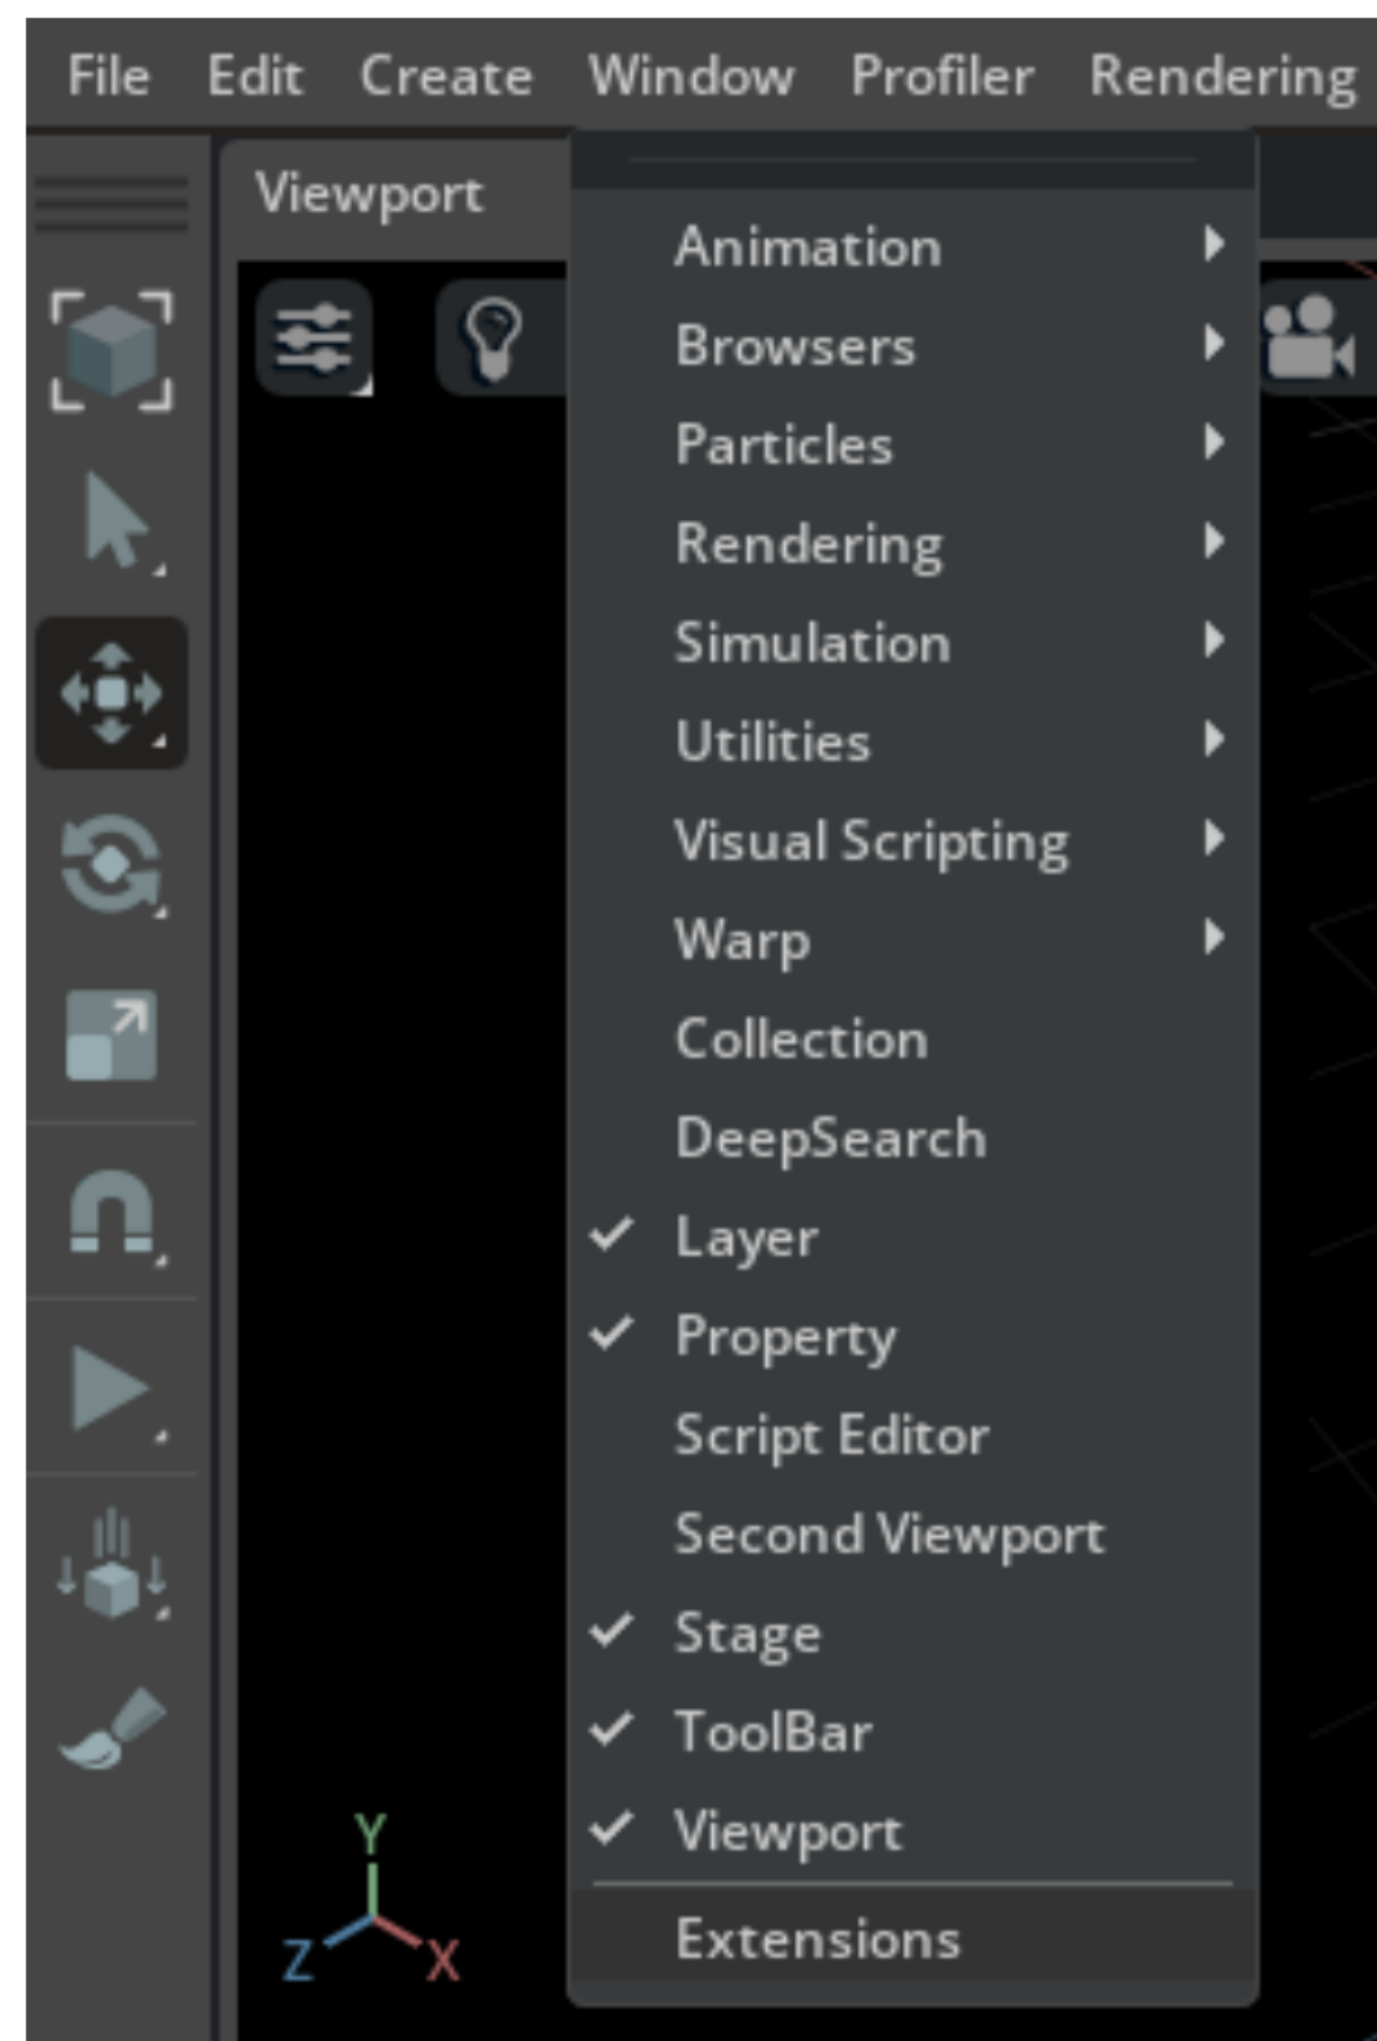 File Edit Create Window Profiler Rendering
Viewport
Animation
Browsers
Particles
Rendering
Simulation
Utilities
Visual Scripting
Warp
Collection
DeepSearch
Layer
Property
Script Editor
Second Viewport
Stage
ToolBar
Viewport
Extensions
Y
Z X